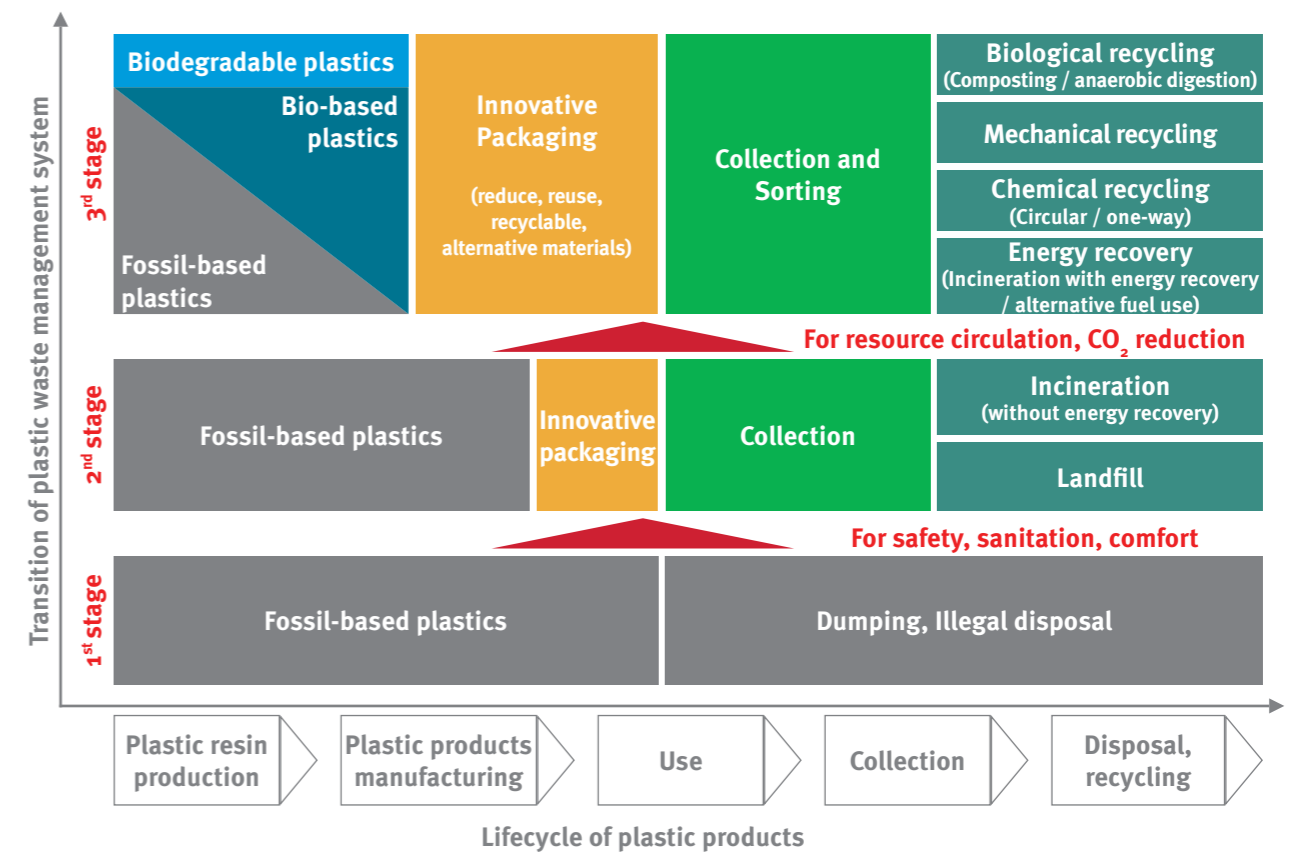 Transition of plastic waste management system
3rd stage
Biodegradable plastics
Bio-based
plastics
Fossil-based
plastics
Innovative
Packaging
(reduce, reuse,
recyclable,
alternative materials)
Collection and
Sorting
Biological recycling
(Composting / anaerobic digestion)
Mechanical recycling
Chemical recycling
(Circular / one-way)
Energy recovery
(Incineration with energy recovery
/ alternative fuel use)
For resource circulation, CO₂ reduction
2nd stage
Fossil-based plastics
Innovative
packaging
Collection
Incineration
(without energy recovery)
Landfill
For safety, sanitation, comfort
1st stage
Fossil-based plastics
Dumping, Illegal disposal
Plastic resin
production
Plastic products
manufacturing
Use
Collection
Disposal,
recycling
Lifecycle of plastic products